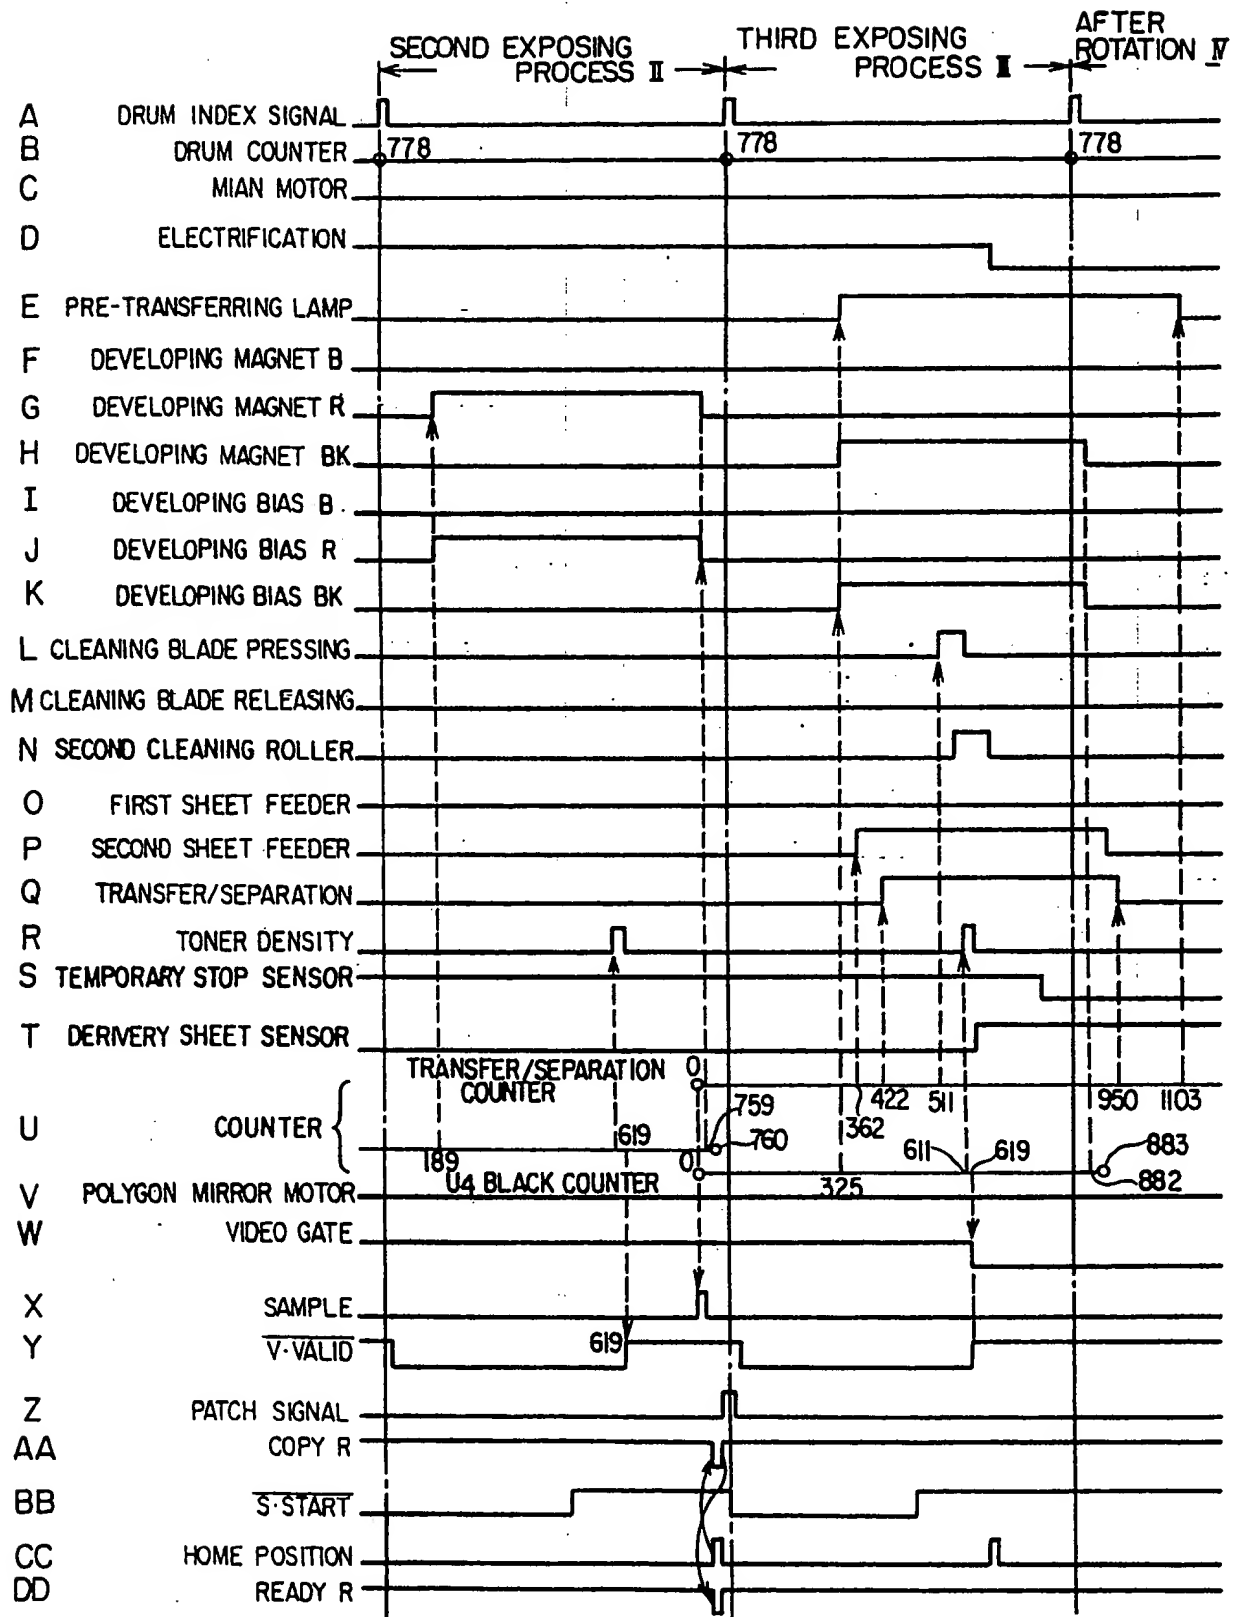 SECOND EXPOSING PROCESS II
THIRD EXPOSING PROCESS III
AFTER ROTATION IV
A DRUM INDEX SIGNAL
B DRUM COUNTER 778 778 778
C MIAN MOTOR
D ELECTRIFICATION
E PRE-TRANSFERRING LAMP
F DEVELOPING MAGNET B
G DEVELOPING MAGNET R
H DEVELOPING MAGNET BK
I DEVELOPING BIAS B
J DEVELOPING BIAS R
K DEVELOPING BIAS BK
L CLEANING BLADE PRESSING
M CLEANING BLADE RELEASING
N SECOND CLEANING ROLLER
O FIRST SHEET FEEDER
P SECOND SHEET FEEDER
Q TRANSFER/SEPARATION
R TONER DENSITY
S TEMPORARY STOP SENSOR
T DERIVERY SHEET SENSOR
TRANSFER/SEPARATION COUNTER 0
362 422 511 950 1103
U COUNTER
189 619 759 760
U4 BLACK COUNTER 0 325 611 619 883 882
V POLYGON MIRROR MOTOR
W VIDEO GATE
X SAMPLE
Y V·VALID 619
Z PATCH SIGNAL
AA COPY R
BB S·START
CC HOME POSITION
DD READY R